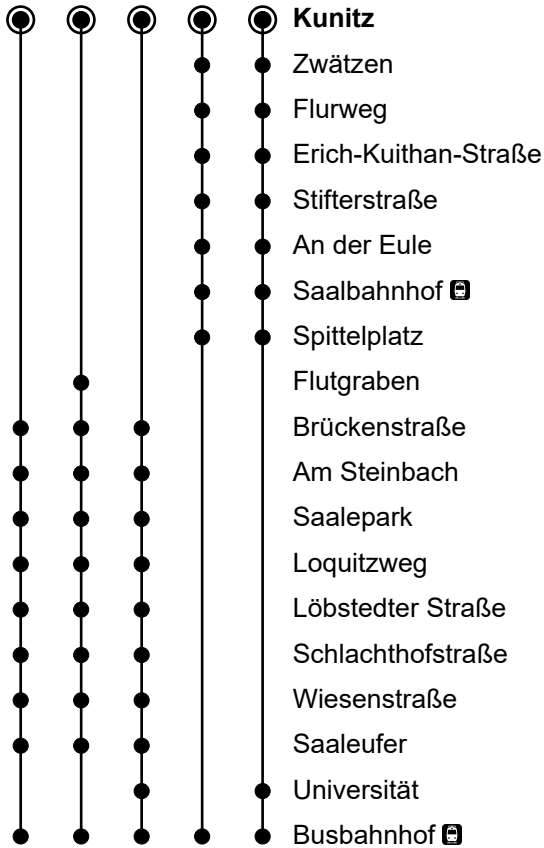 Kunitz
Zwätzen
Flurweg
Erich-Kuithan-Straße
Stifterstraße
An der Eule
Saalbahnhof
Spittelplatz
Flutgraben
Brückenstraße
Am Steinbach
Saalepark
Loquitzweg
Löbstedter Straße
Schlachthofstraße
Wiesenstraße
Saaleufer
Universität
Busbahnhof